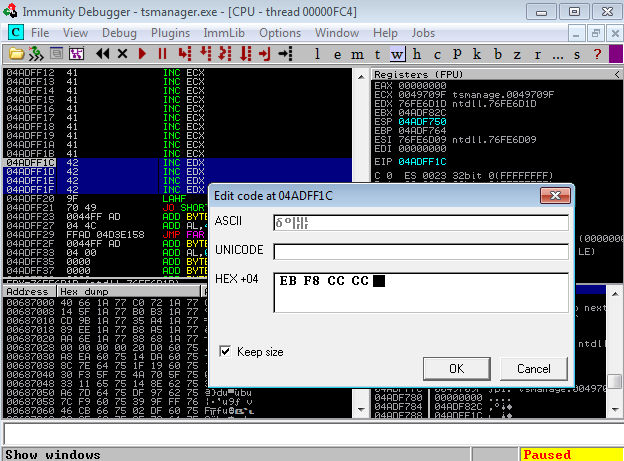 Immunity Debugger - tsmanager.exe - [CPU - thread 00000FC4]
C File View Debug Plugins ImmLib Options Window Help Jobs
l e m t w h c p k b z r ... s ?
04ADFF12 41 INC ECX
04ADFF13 41 INC ECX
04ADFF14 41 INC ECX
04ADFF15 41 INC ECX
04ADFF16 41 INC ECX
04ADFF17 41 INC ECX
04ADFF18 41 INC ECX
04ADFF19 41 INC ECX
04ADFF1A 41 INC ECX
04ADFF1B 41 INC ECX
04ADFF1C 42 INC EDX
04ADFF1D 42 INC EDX
04ADFF1E 42 INC EDX
04ADFF1F 42 INC EDX
04ADFF20 9F LAHF
04ADFF21 70 49 JO SHORT
04ADFF23 0044FF AD ADD BYTE
04ADFF27 04 4C ADD AL,
04ADFF29 FFAD 04D3E158 JMP FAR
04ADFF2F 0044FF AD ADD BYTE
04ADFF33 04 00 ADD AL,
04ADFF35 0000 ADD BYTE
04ADFF37 0000 ADD BYTE
Registers (FPU)
EAX 00000000
ECX 0049709F tsmanage.0049709F
EDX 76FE6D1D ntdll.76FE6D1D
EBX 04ADF82C
ESP 04ADF750
EBP 04ADF764
ESI 76FE6D09 ntdll.76FE6D09
EDI 00000000
EIP 04ADFF1C
C 0 ES 0023 32bit 0(FFFFFFFF)
Edit code at 04ADFF1C
ASCII
UNICODE
HEX +04
EB F8 CC CC
Keep size
OK
Cancel
Address Hex dump
00687000 40 66 1A 77 C0 72 1A 77
00687008 14 5F 1A 77 B0 B3 1A 77
00687010 CD 9B 1A 77 35 A4 1A 77
00687018 89 EE 1A 77 B8 A5 1A 77
00687020 AA 6E 1A 77 88 68 1A 77
00687028 00 00 00 00 20 D0 60 75
00687030 A8 EA 60 75 14 DA 60 75
00687038 8C 7E 64 75 1F 19 60 75
00687040 30 F3 5F 75 4A 70 5F 75
00687048 33 11 65 75 14 8E 62 75
00687050 A6 7D 64 75 DF 97 62 75
00687058 7C F9 60 75 39 9F FF 76
00687060 46 CB 66 75 02 DF 60 75
04ADF780 00000000
04ADF784 04ADF82C
Show windows
Paused